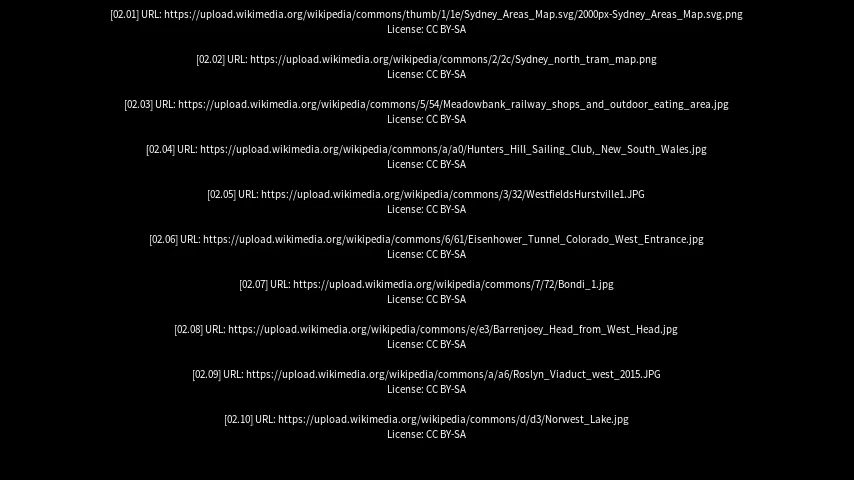 [02.01] URL: https://upload.wikimedia.org/wikipedia/commons/thumb/1/1e/Sydney_Areas_Map.svg/2000px-Sydney_Areas_Map.svg.png
License: CC BY-SA
[02.02] URL: https://upload.wikimedia.org/wikipedia/commons/2/2c/Sydney_north_tram_map.png
License: CC BY-SA
[02.03] URL: https://upload.wikimedia.org/wikipedia/commons/5/54/Meadowbank_railway_shops_and_outdoor_eating_area.jpg
License: CC BY-SA
[02.04] URL: https://upload.wikimedia.org/wikipedia/commons/a/a0/Hunters_Hill_Sailing_Club,_New_South_Wales.jpg
License: CC BY-SA
[02.05] URL: https://upload.wikimedia.org/wikipedia/commons/3/32/WestfieldsHurstville1.JPG
License: CC BY-SA
[02.06] URL: https://upload.wikimedia.org/wikipedia/commons/6/61/Eisenhower_Tunnel_Colorado_West_Entrance.jpg
License: CC BY-SA
[02.07] URL: https://upload.wikimedia.org/wikipedia/commons/7/72/Bondi_1.jpg
License: CC BY-SA
[02.08] URL: https://upload.wikimedia.org/wikipedia/commons/e/e3/Barrenjoey_Head_from_West_Head.jpg
License: CC BY-SA
[02.09] URL: https://upload.wikimedia.org/wikipedia/commons/a/a6/Roslyn_Viaduct_west_2015.JPG
License: CC BY-SA
[02.10] URL: https://upload.wikimedia.org/wikipedia/commons/d/d3/Norwest_Lake.jpg
License: CC BY-SA